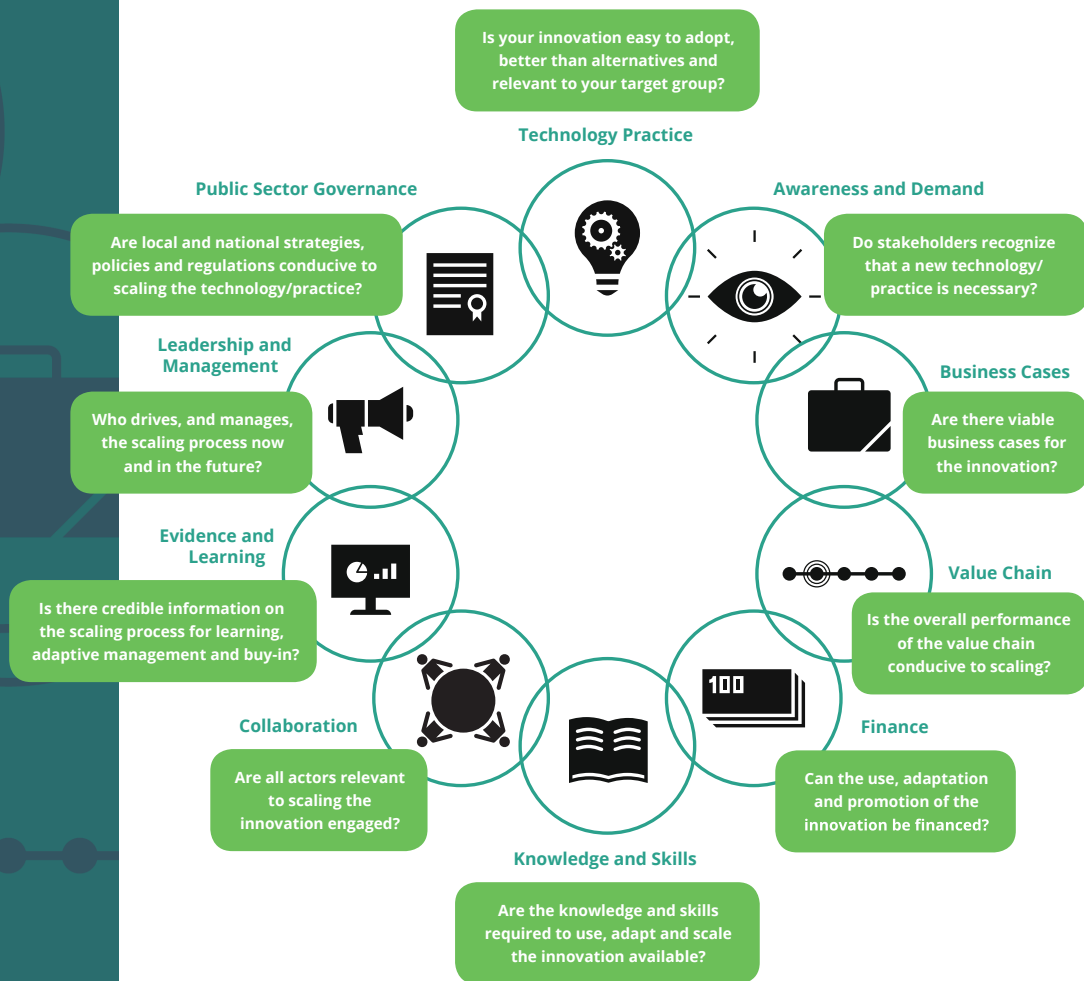 Is your innovation easy to adopt,
better than alternatives and
relevant to your target group?
Technology Practice
Public Sector Governance
Are local and national strategies,
policies and regulations conducive to
scaling the technology/practice?
Awareness and Demand
Do stakeholders recognize
that a new technology/
practice is necessary?
Leadership and
Management
Who drives, and manages,
the scaling process now
and in the future?
Business Cases
Are there viable
business cases for
the innovation?
Evidence and
Learning
Is there credible information on
the scaling process for learning,
adaptive management and buy-in?
Value Chain
Is the overall performance
of the value chain
conducive to scaling?
100
Collaboration
Are all actors relevant
to scaling the
innovation engaged?
Finance
Can the use, adaptation
and promotion of the
innovation be financed?
Knowledge and Skills
Are the knowledge and skills
required to use, adapt and scale
the innovation available?